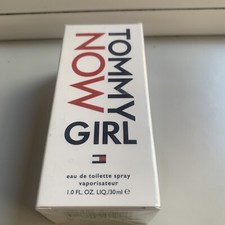 TOMMY
NOW
GIRL
eau de toilette spray
vaporisateur
1.0 FL. OZ. LIQ./30ml e